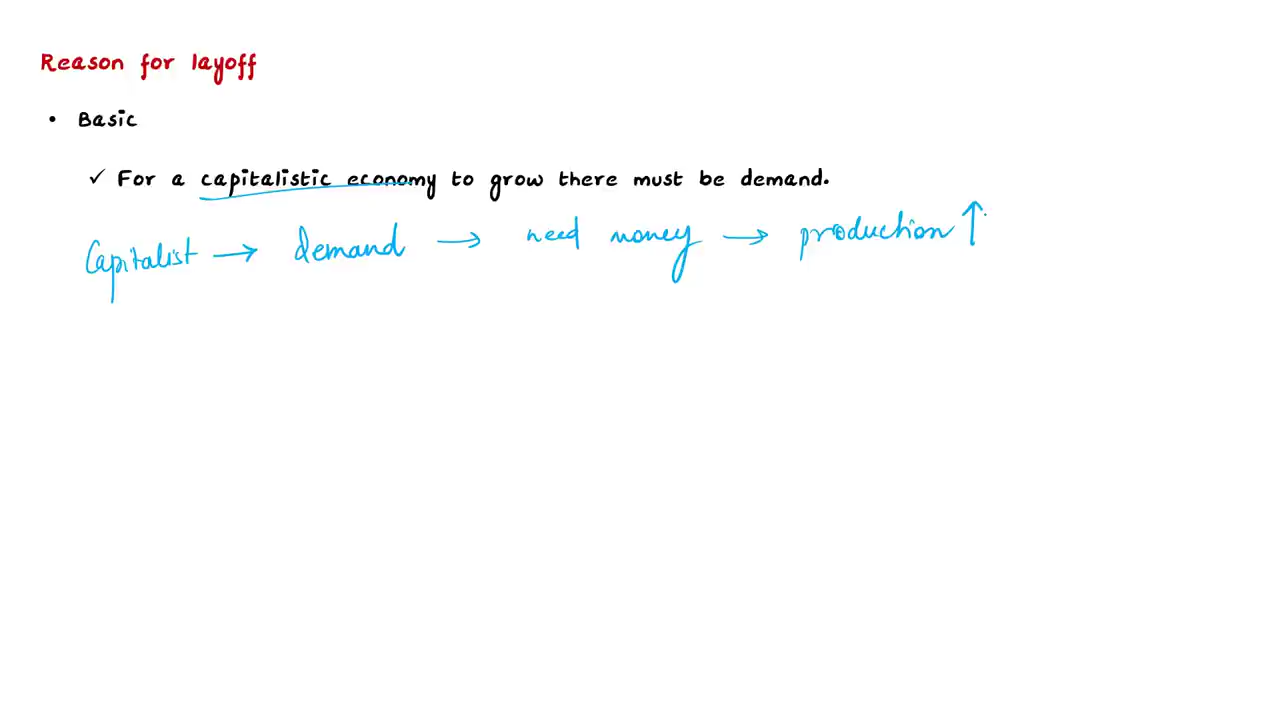 Reason for layoff
• Basic
✓ For a capitalistic economy to grow there must be demand.
Capitalist → demand → need money → production ↑